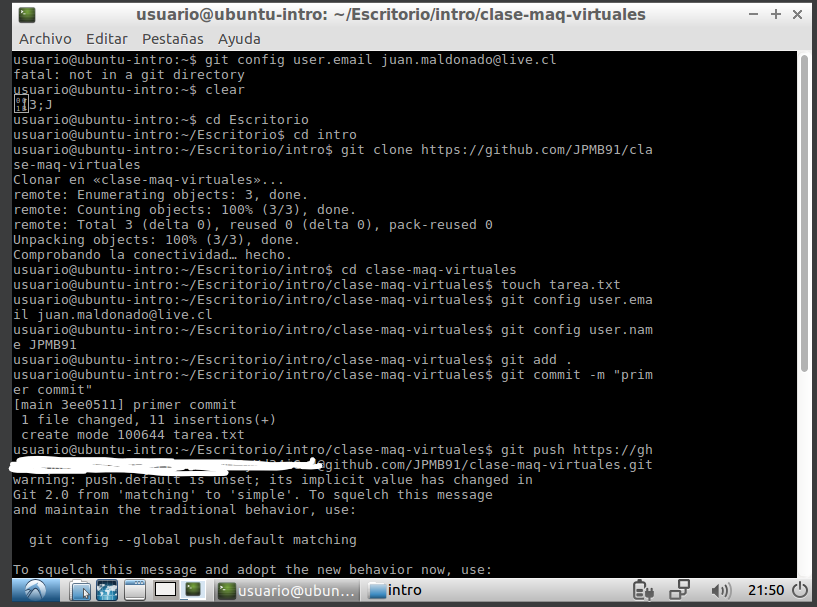 usuario@ubuntu-intro: ~/Escritorio/intro/clase-maq-virtuales
Archivo Editar Pestañas Ayuda
usuario@ubuntu-intro:~$ git config user.email juan.maldonado@live.cl
fatal: not in a git directory
usuario@ubuntu-intro:~$ clear
3;J
usuario@ubuntu-intro:~$ cd Escritorio
usuario@ubuntu-intro:~/Escritorio$ cd intro
usuario@ubuntu-intro:~/Escritorio/intro$ git clone https://github.com/JPMB91/cla
se-maq-virtuales
Clonar en «clase-maq-virtuales»...
remote: Enumerating objects: 3, done.
remote: Counting objects: 100% (3/3), done.
remote: Total 3 (delta 0), reused 0 (delta 0), pack-reused 0
Unpacking objects: 100% (3/3), done.
Comprobando la conectividad… hecho.
usuario@ubuntu-intro:~/Escritorio/intro$ cd clase-maq-virtuales
usuario@ubuntu-intro:~/Escritorio/intro/clase-maq-virtuales$ touch tarea.txt
usuario@ubuntu-intro:~/Escritorio/intro/clase-maq-virtuales$ git config user.ema
il juan.maldonado@live.cl
usuario@ubuntu-intro:~/Escritorio/intro/clase-maq-virtuales$ git config user.nam
e JPMB91
usuario@ubuntu-intro:~/Escritorio/intro/clase-maq-virtuales$ git add .
usuario@ubuntu-intro:~/Escritorio/intro/clase-maq-virtuales$ git commit -m "prim
er commit"
[main 3ee0511] primer commit
 1 file changed, 11 insertions(+)
 create mode 100644 tarea.txt
usuario@ubuntu-intro:~/Escritorio/intro/clase-maq-virtuales$ git push https://gh
@github.com/JPMB91/clase-maq-virtuales.git
warning: push.default is unset; its implicit value has changed in
Git 2.0 from 'matching' to 'simple'. To squelch this message
and maintain the traditional behavior, use:
  git config --global push.default matching
To squelch this message and adopt the new behavior now, use:
usuario@ubun... intro 21:50